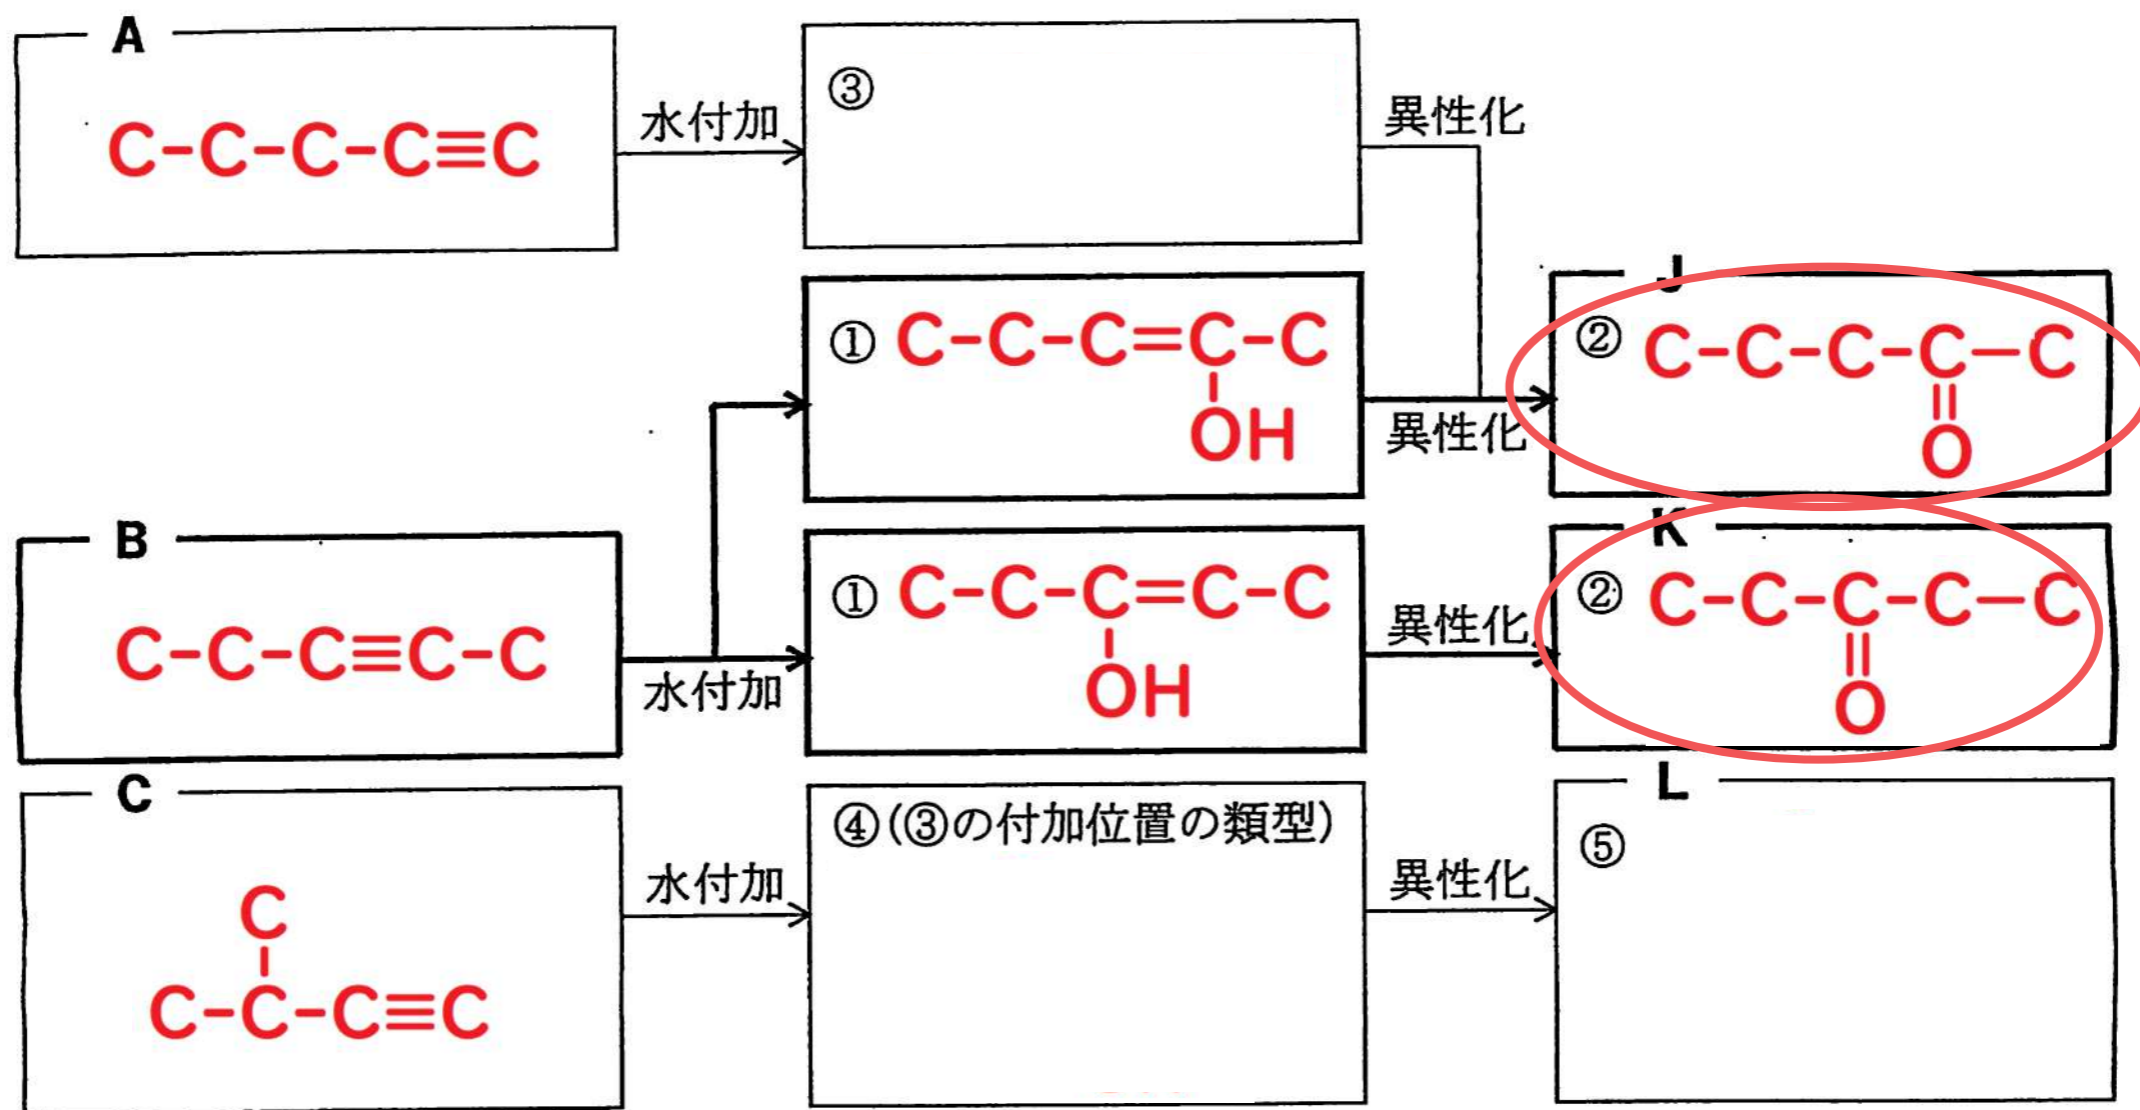 A
C-C-C-C≡C
水付加
③
異性化
①
C-C-C=C-C
OH
異性化
J
②
C-C-C-C-C
O
B
C-C-C≡C-C
水付加
①
C-C-C=C-C
OH
異性化
K
②
C-C-C-C-C
O
C
C
C-C-C≡C
水付加
④(③の付加位置の類型)
異性化
L
⑤